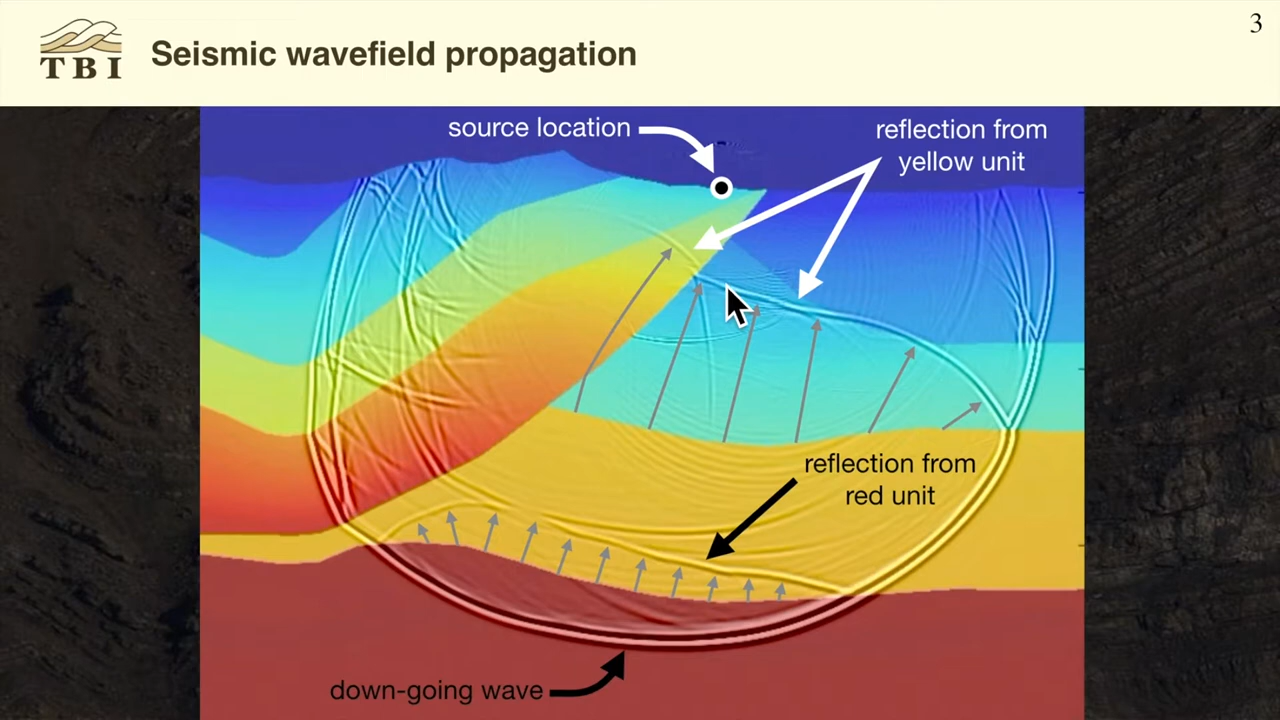 3
TBI
Seismic wavefield propagation
source location
reflection from
yellow unit
reflection from
red unit
down-going wave